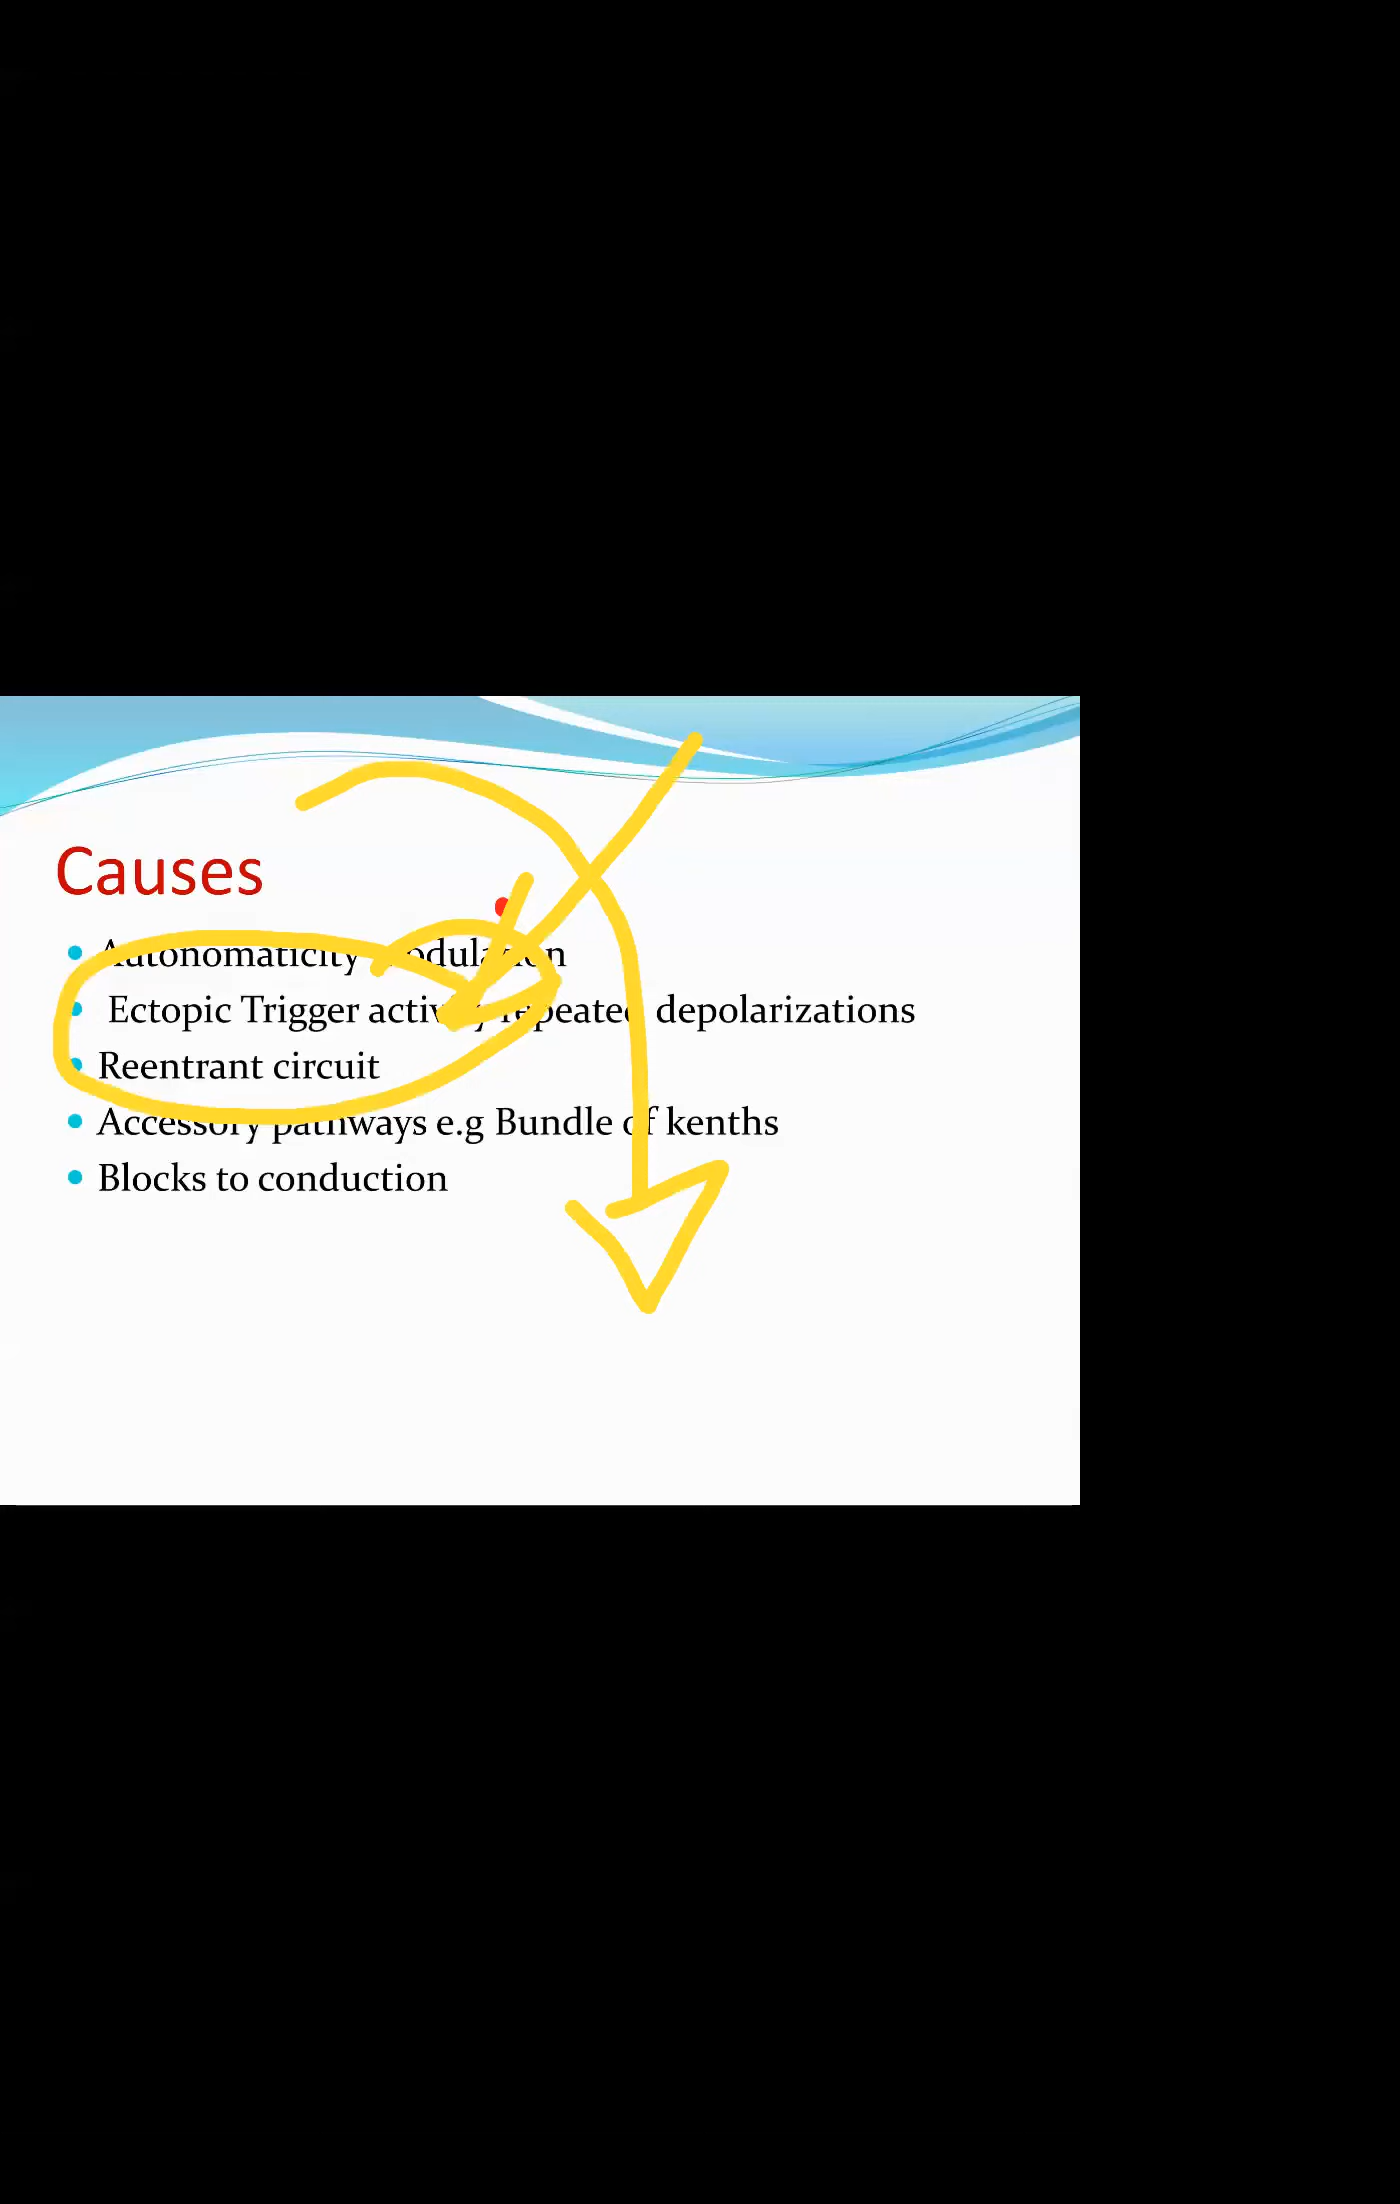 Causes
Autonomaticity modulation
Ectopic Trigger activity repeated depolarizations
Reentrant circuit
Accessory pathways e.g Bundle of kenths
Blocks to conduction